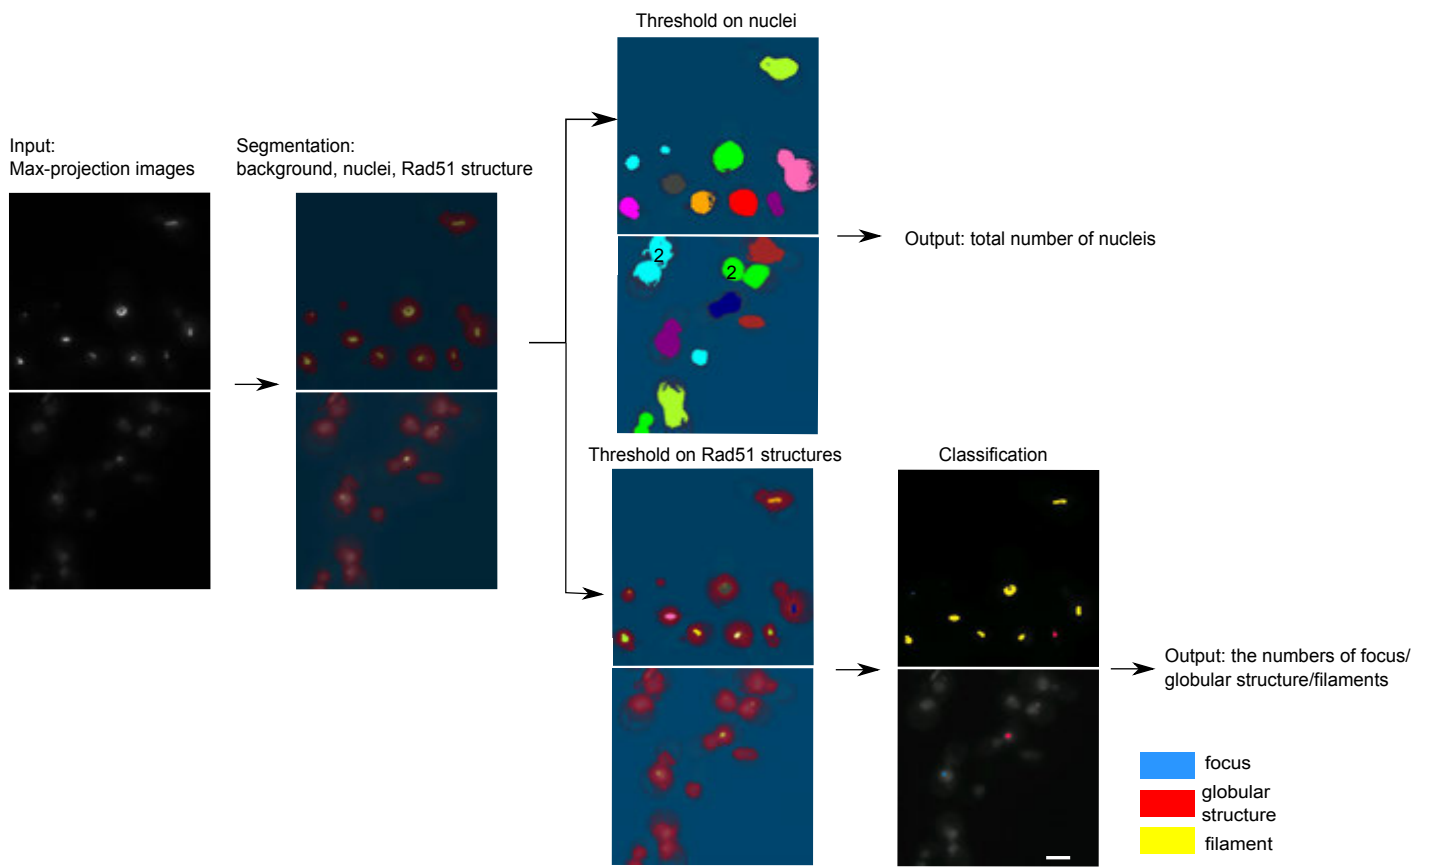 Threshold on nuclei
Input:
Max-projection images
Segmentation:
background, nuclei, Rad51 structure
2
2
Output: total number of nucleis
Threshold on Rad51 structures
Classification
Output: the numbers of focus/
globular structure/filaments
focus
globular
structure
filament